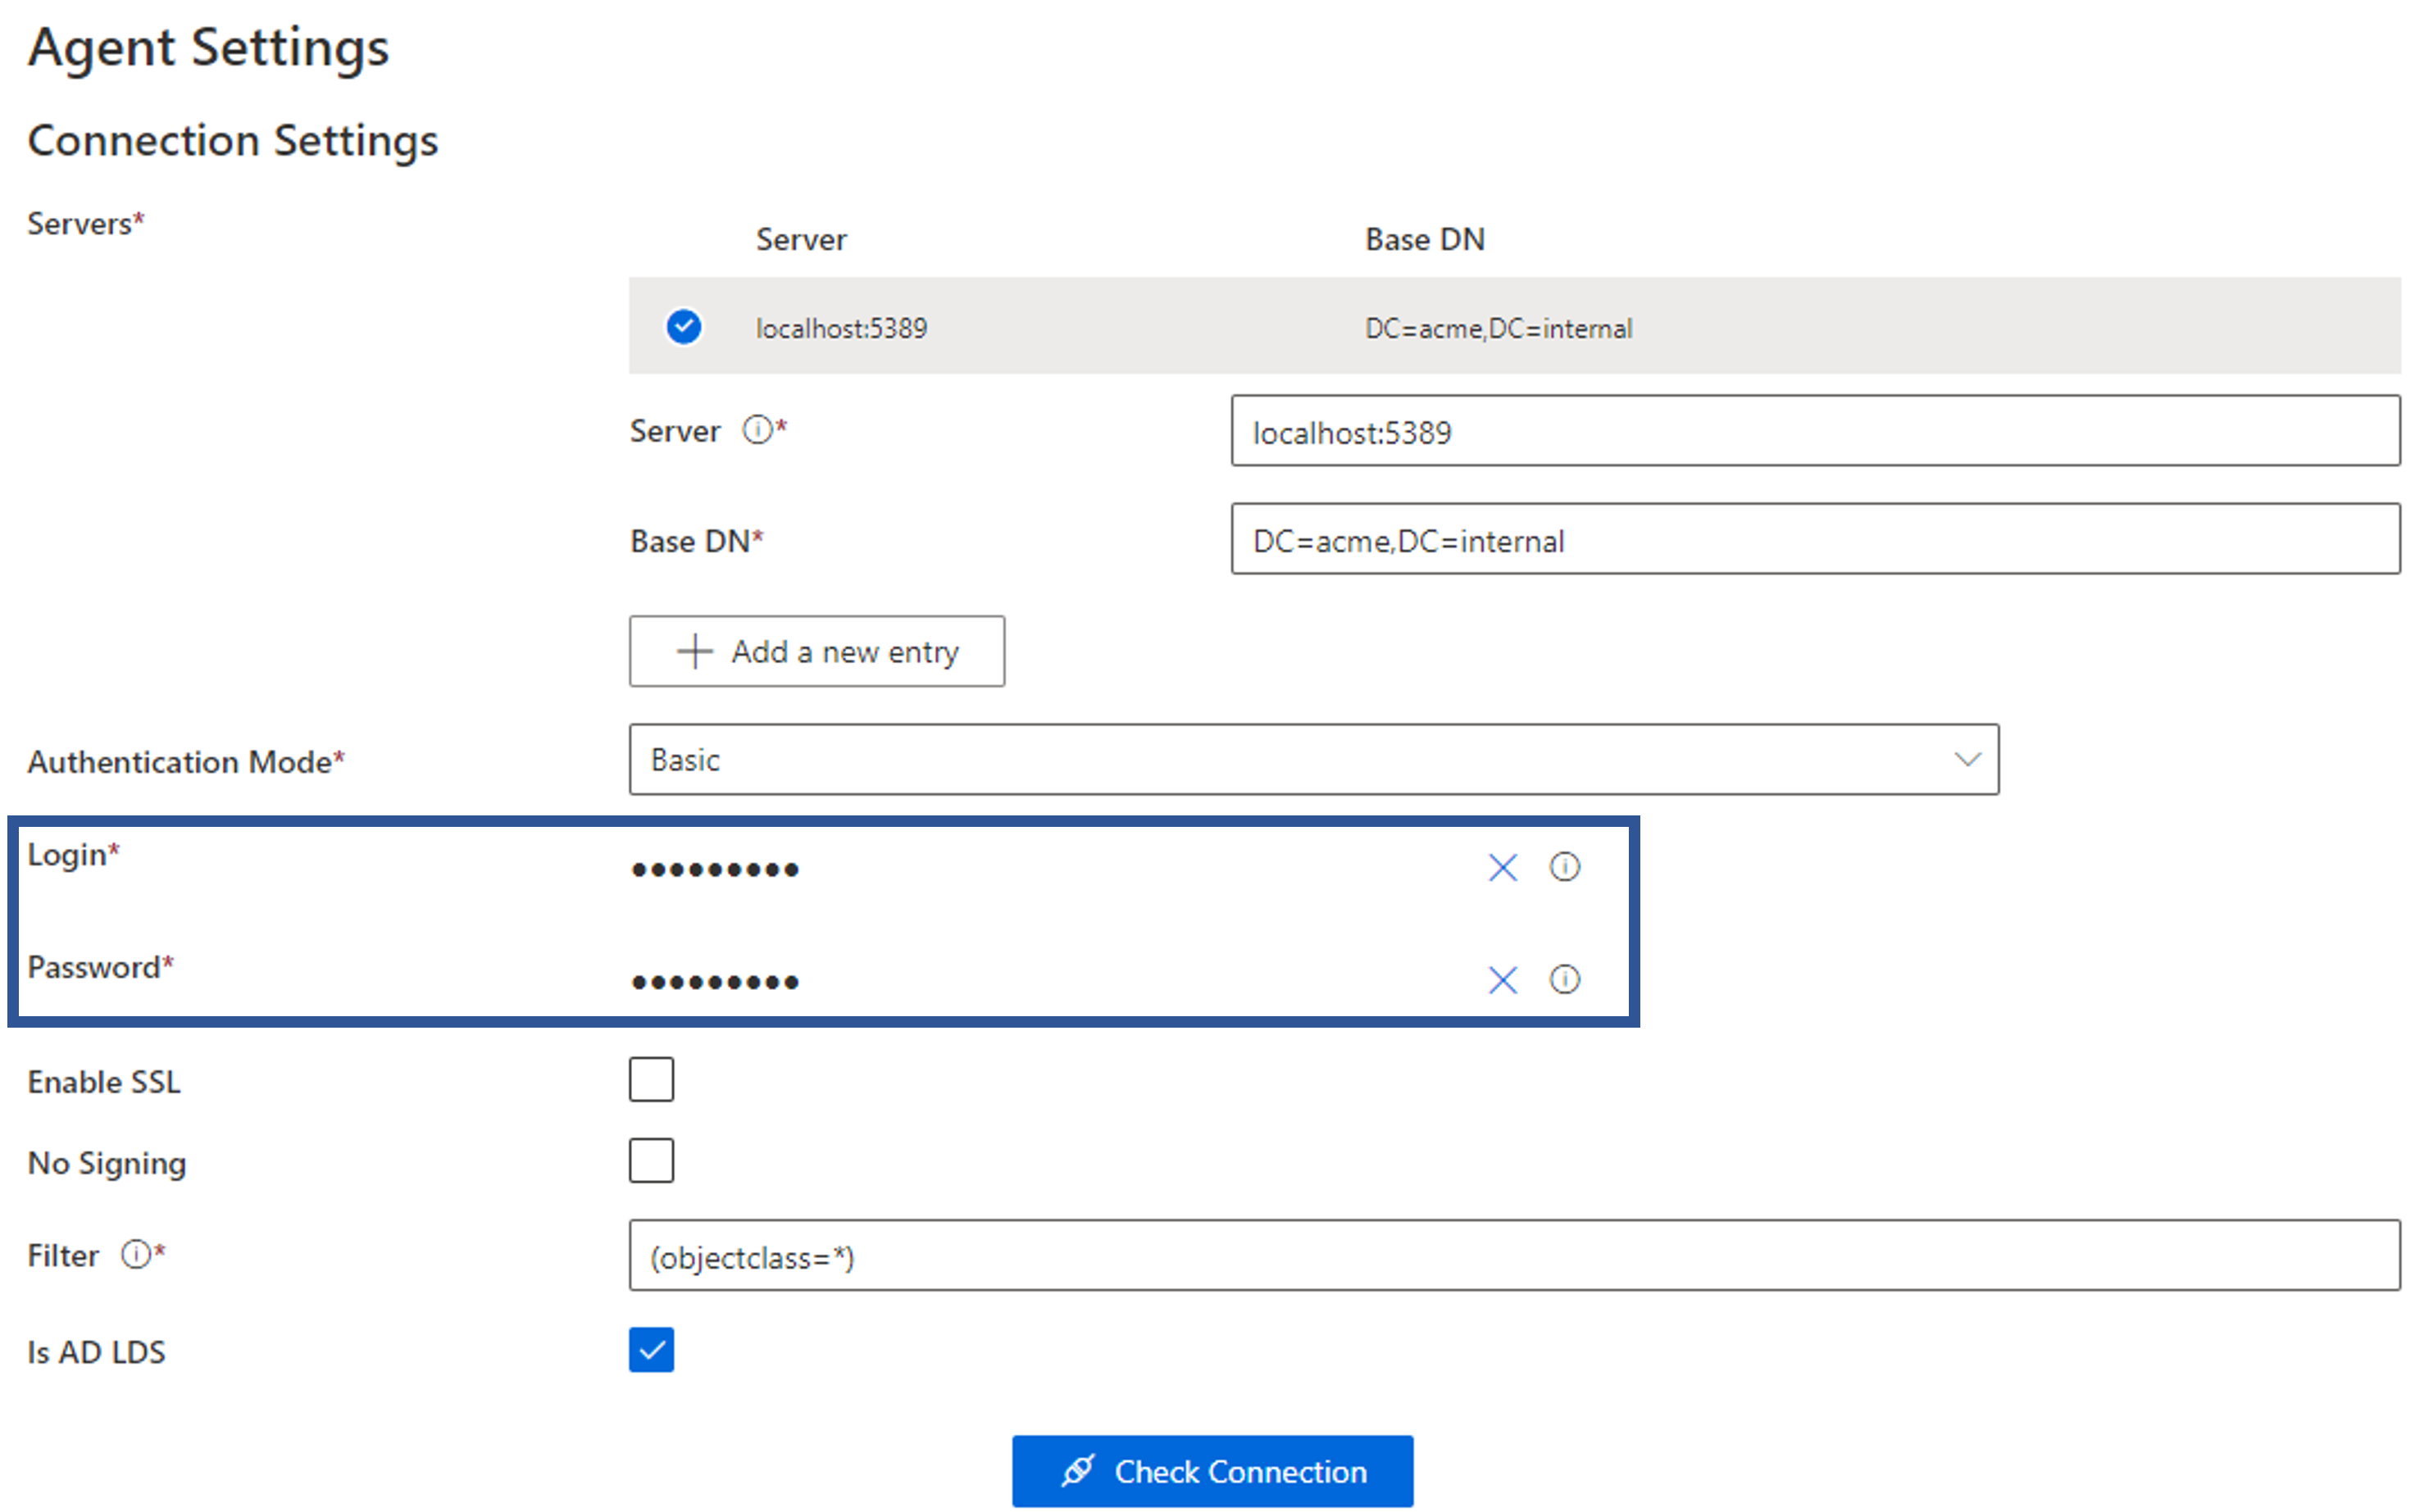 Agent Settings
Connection Settings
Servers*
Server Base DN
localhost:5389 DC=acme,DC=internal
Server * localhost:5389
Base DN* DC=acme,DC=internal
Add a new entry
Authentication Mode* Basic
Login* •••••••••
Password* •••••••••
Enable SSL
No Signing
Filter * (objectclass=*)
Is AD LDS
Check Connection